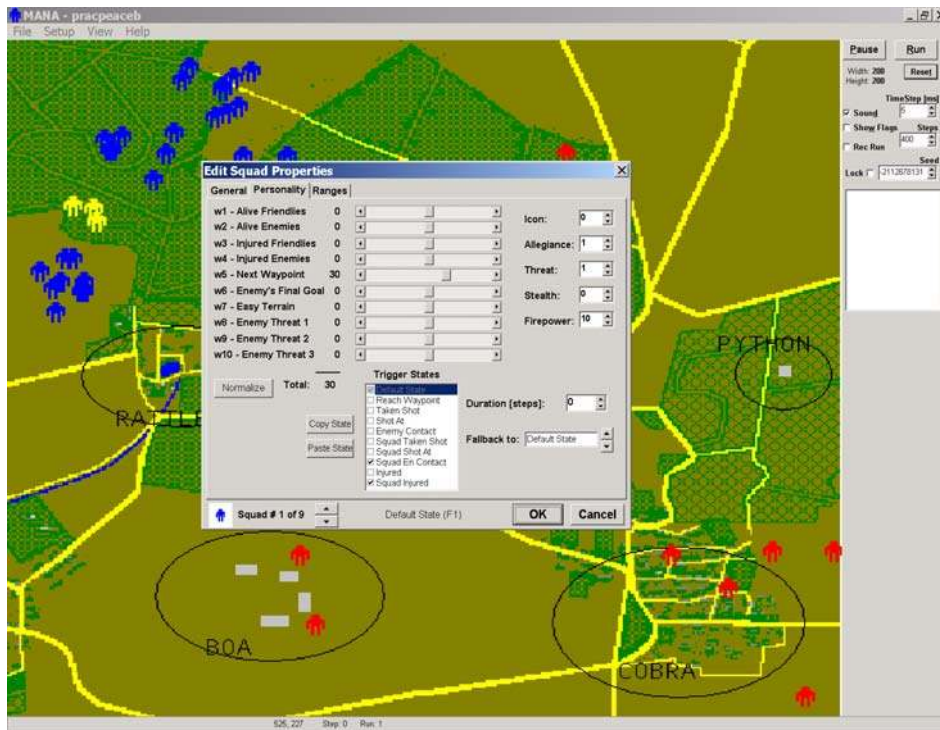 MANA - pracpeaceb
File Setup View Help
Pause Run
Width: 200
Height: 200
Reset
TimeStep [ms]
Sound 5
Show Flags Steps
400
Rec Run
Seed
Lock -2112678131
Edit Squad Properties
General Personality Ranges
w1 - Alive Friendlies 0
w2 - Alive Enemies 0
w3 - Injured Friendlies 0
w4 - Injured Enemies 0
w5 - Next Waypoint 30
w6 - Enemy's Final Goal 0
w7 - Easy Terrain 0
w8 - Enemy Threat 1 0
w9 - Enemy Threat 2 0
w10 - Enemy Threat 3 0
Icon: 0
Allegiance: 1
Threat: 1
Stealth: 0
Firepower: 10
Normalize Total: 30
Copy State
Paste State
Trigger States
Default State
Reach Waypoint
Taken Shot
Shot At
Enemy Contact
Squad Taken Shot
Squad Shot At
Squad En Contact
Injured
Squad Injured
Duration [steps]: 0
Fallback to: Default State
Squad # 1 of 9 Default State (F1) OK Cancel
PYTHON
RATTLE
BOA
COBRA
525, 227 Step: 0 Run: 1